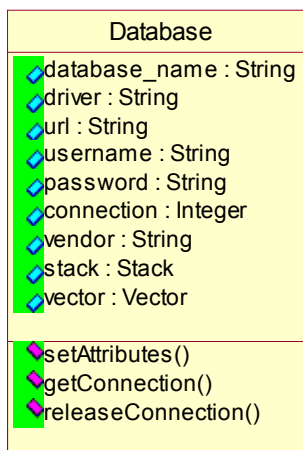 Database
database_name : String
driver : String
url : String
username : String
password : String
connection : Integer
vendor : String
stack : Stack
vector : Vector
setAttributes()
getConnection()
releaseConnection()